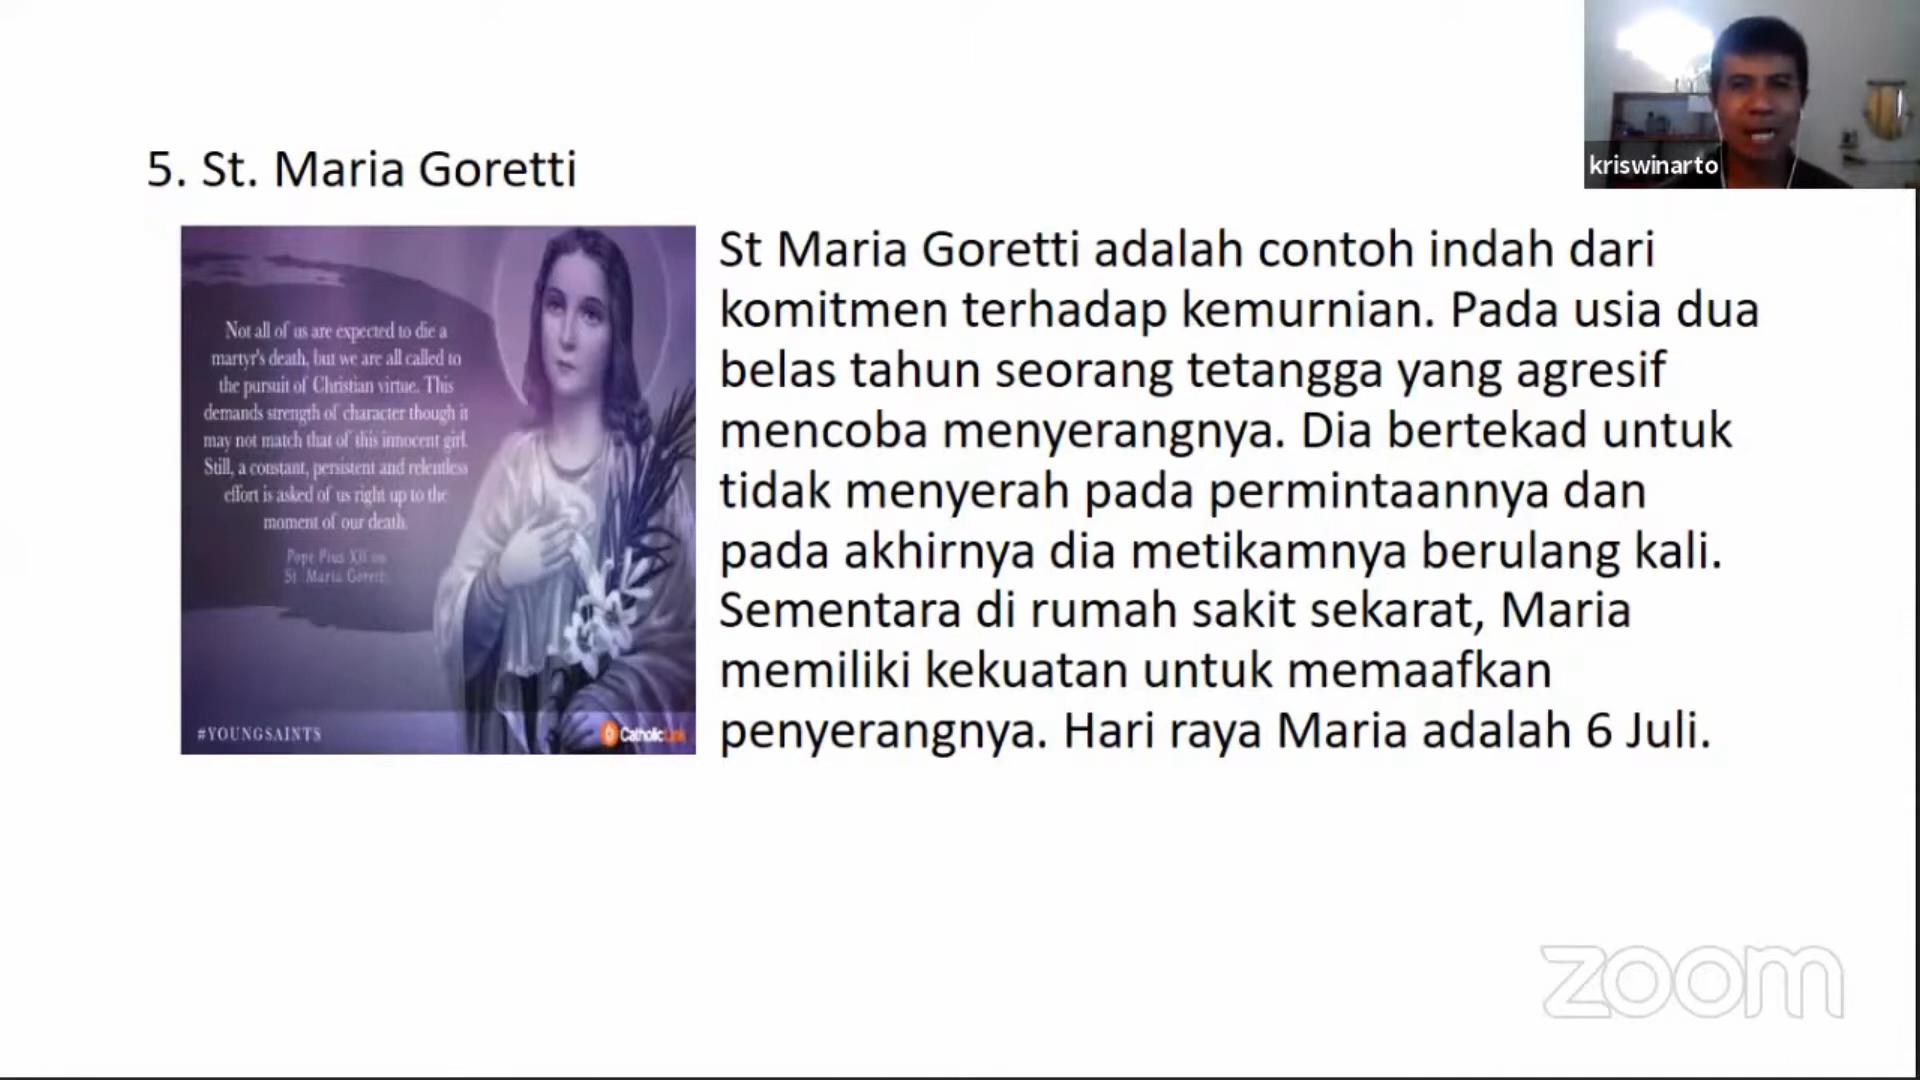 kriswinarto
5. St. Maria Goretti
Not all of us are expected to die a
martyr's death, but we are all called to
the pursuit of Christian virtue. This
demands strength of character though it
may not match that of this innocent girl.
Still, a constant, persistent and relentless
effort is asked of us right up to the
moment of our death.
Pope Pius XII on
St. Maria Goretti
#YOUNGSAINTS
CatholicLink
St Maria Goretti adalah contoh indah dari
komitmen terhadap kemurnian. Pada usia dua
belas tahun seorang tetangga yang agresif
mencoba menyerangnya. Dia bertekad untuk
tidak menyerah pada permintaannya dan
pada akhirnya dia metikamnya berulang kali.
Sementara di rumah sakit sekarat, Maria
memiliki kekuatan untuk memaafkan
penyerangnya. Hari raya Maria adalah 6 Juli.
zoom